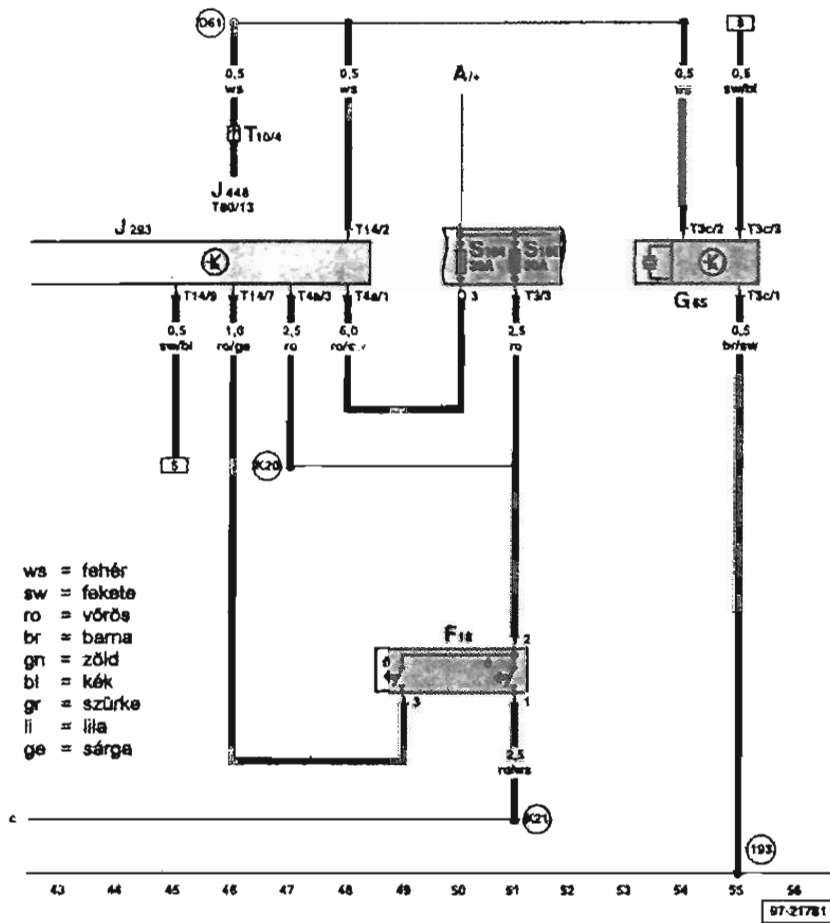 D61
S
0,5
ws
0,5
ws
A/+
0,5
0,5
sw/bl
T10/4
J448
T80/13
J293
T14/2
T3c/2
T3c/3
K
30A
30A
K
G65
T14/9
T14/7
T4a/3
T4a/1
3
T3/3
T3c/1
0,5
sw/bl
1,0
ro/ge
2,5
ro
6,0
2,5
ro
0,5
br/sw
S
K20
ws = fehér
sw = fekete
ro = vörös
br = barna
gn = zöld
bl = kék
gr = szürke
li = lila
ge = sárga
F18
2
3
1
2,5
ro/ws
c
K21
193
43 44 45 46 47 48 49 50 51 52 53 54 55 56
97-21781